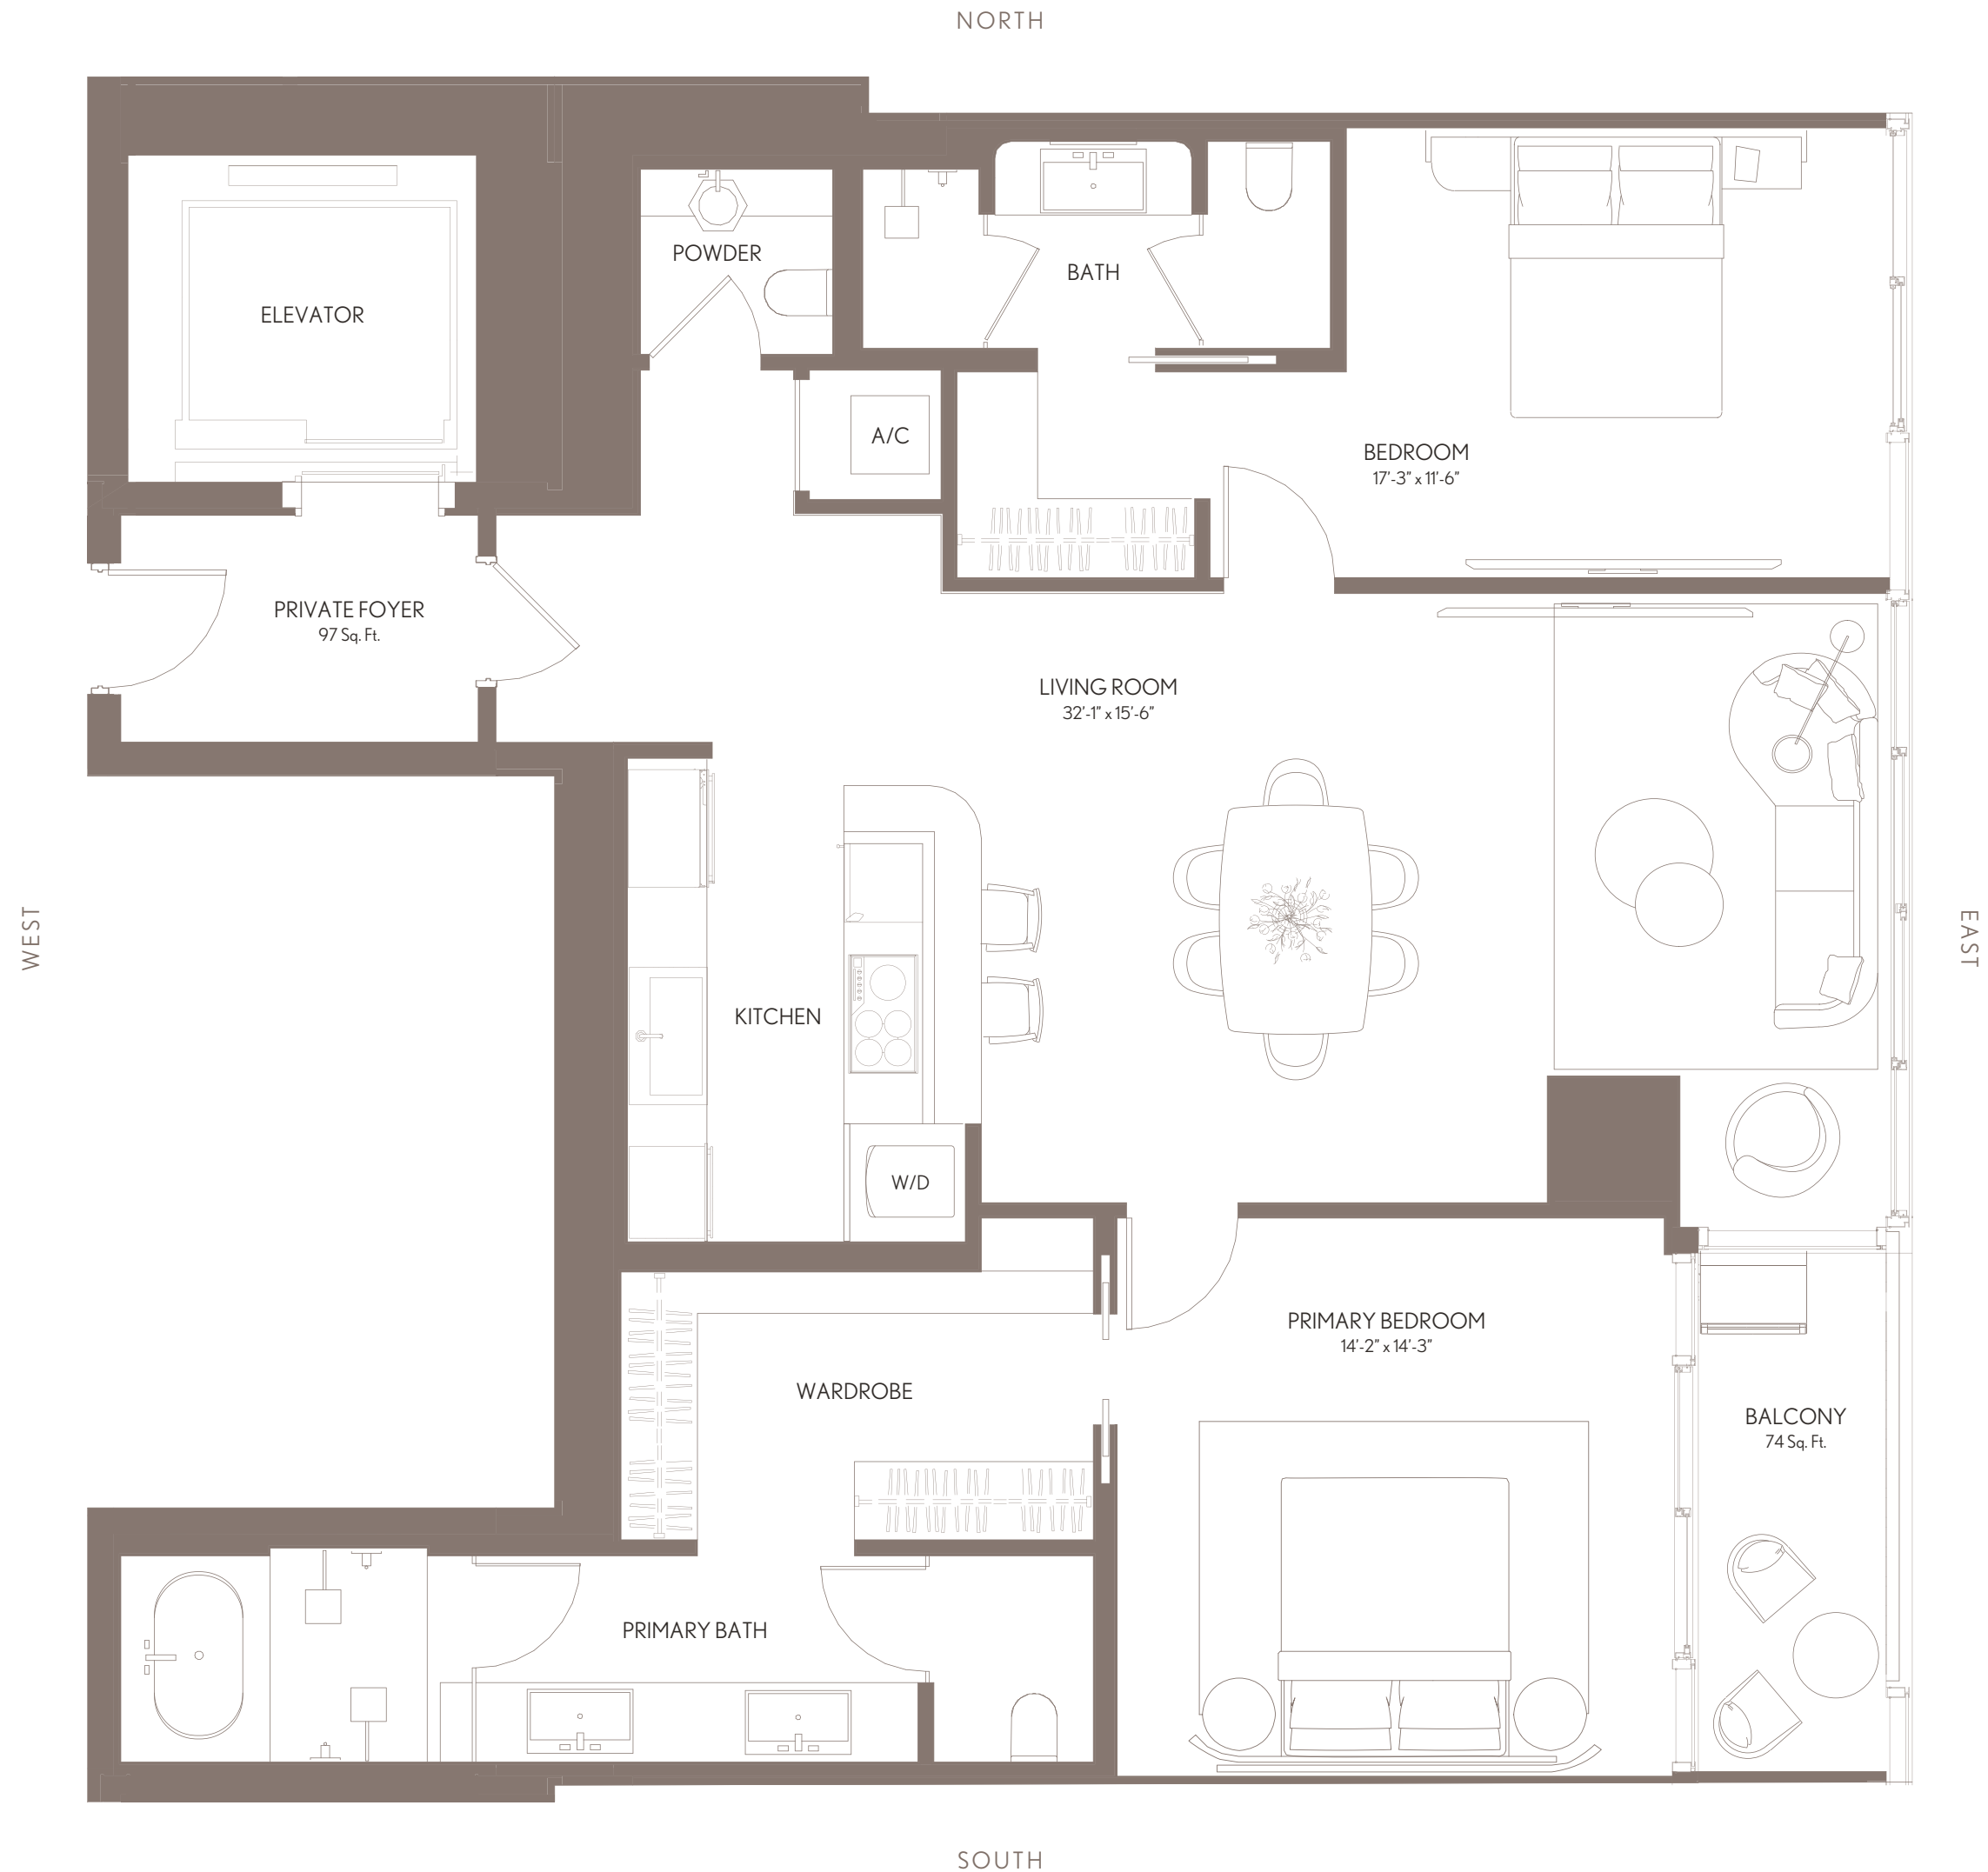 NORTH
POWDER
BATH
ELEVATOR
A/C
BEDROOM
17'-3" x 11'-6"
PRIVATE FOYER
97 Sq. Ft.
LIVING ROOM
32'-1" x 15'-6"
WEST
EAST
KITCHEN
W/D
PRIMARY BEDROOM
14'-2" x 14'-3"
WARDROBE
BALCONY
74 Sq. Ft.
PRIMARY BATH
SOUTH